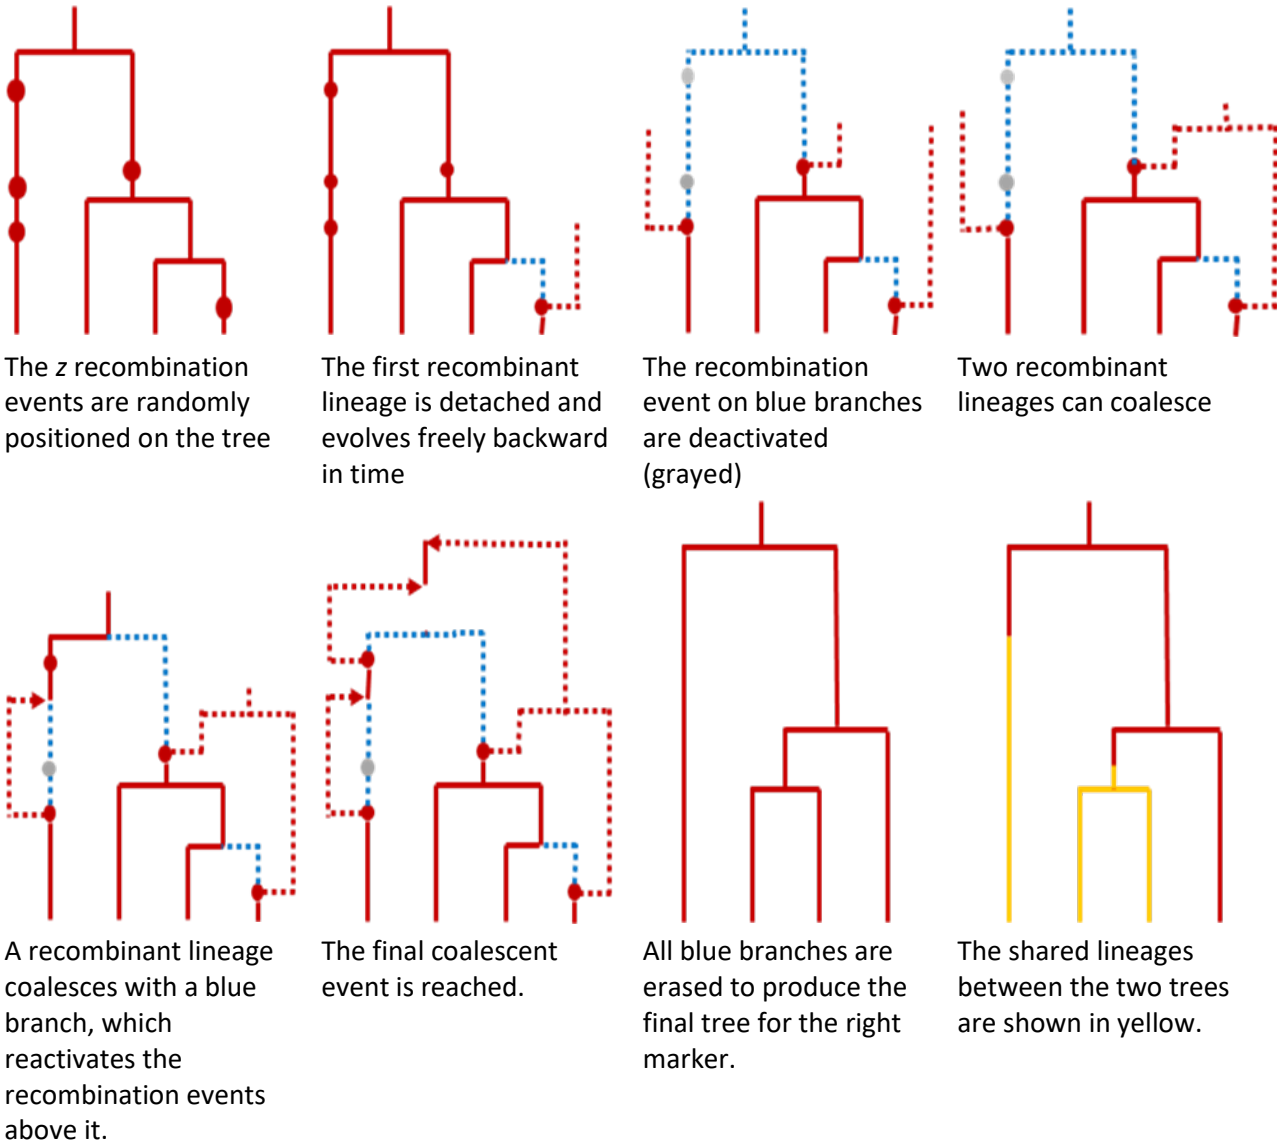 The z recombination
events are randomly
positioned on the tree
The first recombinant
lineage is detached and
evolves freely backward
in time
The recombination
event on blue branches
are deactivated
(grayed)
Two recombinant
lineages can coalesce
A recombinant lineage
coalesces with a blue
branch, which
reactivates the
recombination events
above it.
The final coalescent
event is reached.
All blue branches are
erased to produce the
final tree for the right
marker.
The shared lineages
between the two trees
are shown in yellow.